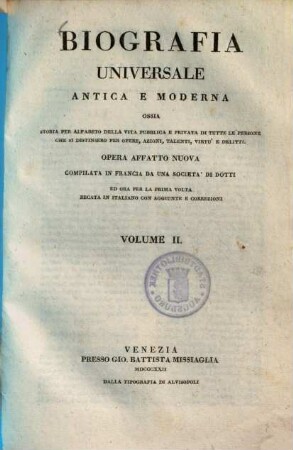 BIOGRAFIA
UNIVERSALE
ANTICA E MODERNA
OSSIA
STORIA PER ALFABETO DELLA VITA PUBBLICA E PRIVATA DI TUTTE LE PERSONE
CHE SI DISTINSERO PER OPERE, AZIONI, TALENTI, VIRTU' E DELITTI.
OPERA AFFATTO NUOVA
COMPILATA IN FRANCIA DA UNA SOCIETA' DI DOTTI
ED ORA PER LA PRIMA VOLTA
RECATA IN ITALIANO CON AGGIUNTE E CORREZIONI
VOLUME II.
VENEZIA
PRESSO GIO. BATTISTA MISSIAGLIA
MDCCCXXII
DALLA TIPOGRAFIA DI ALVISOPOLI